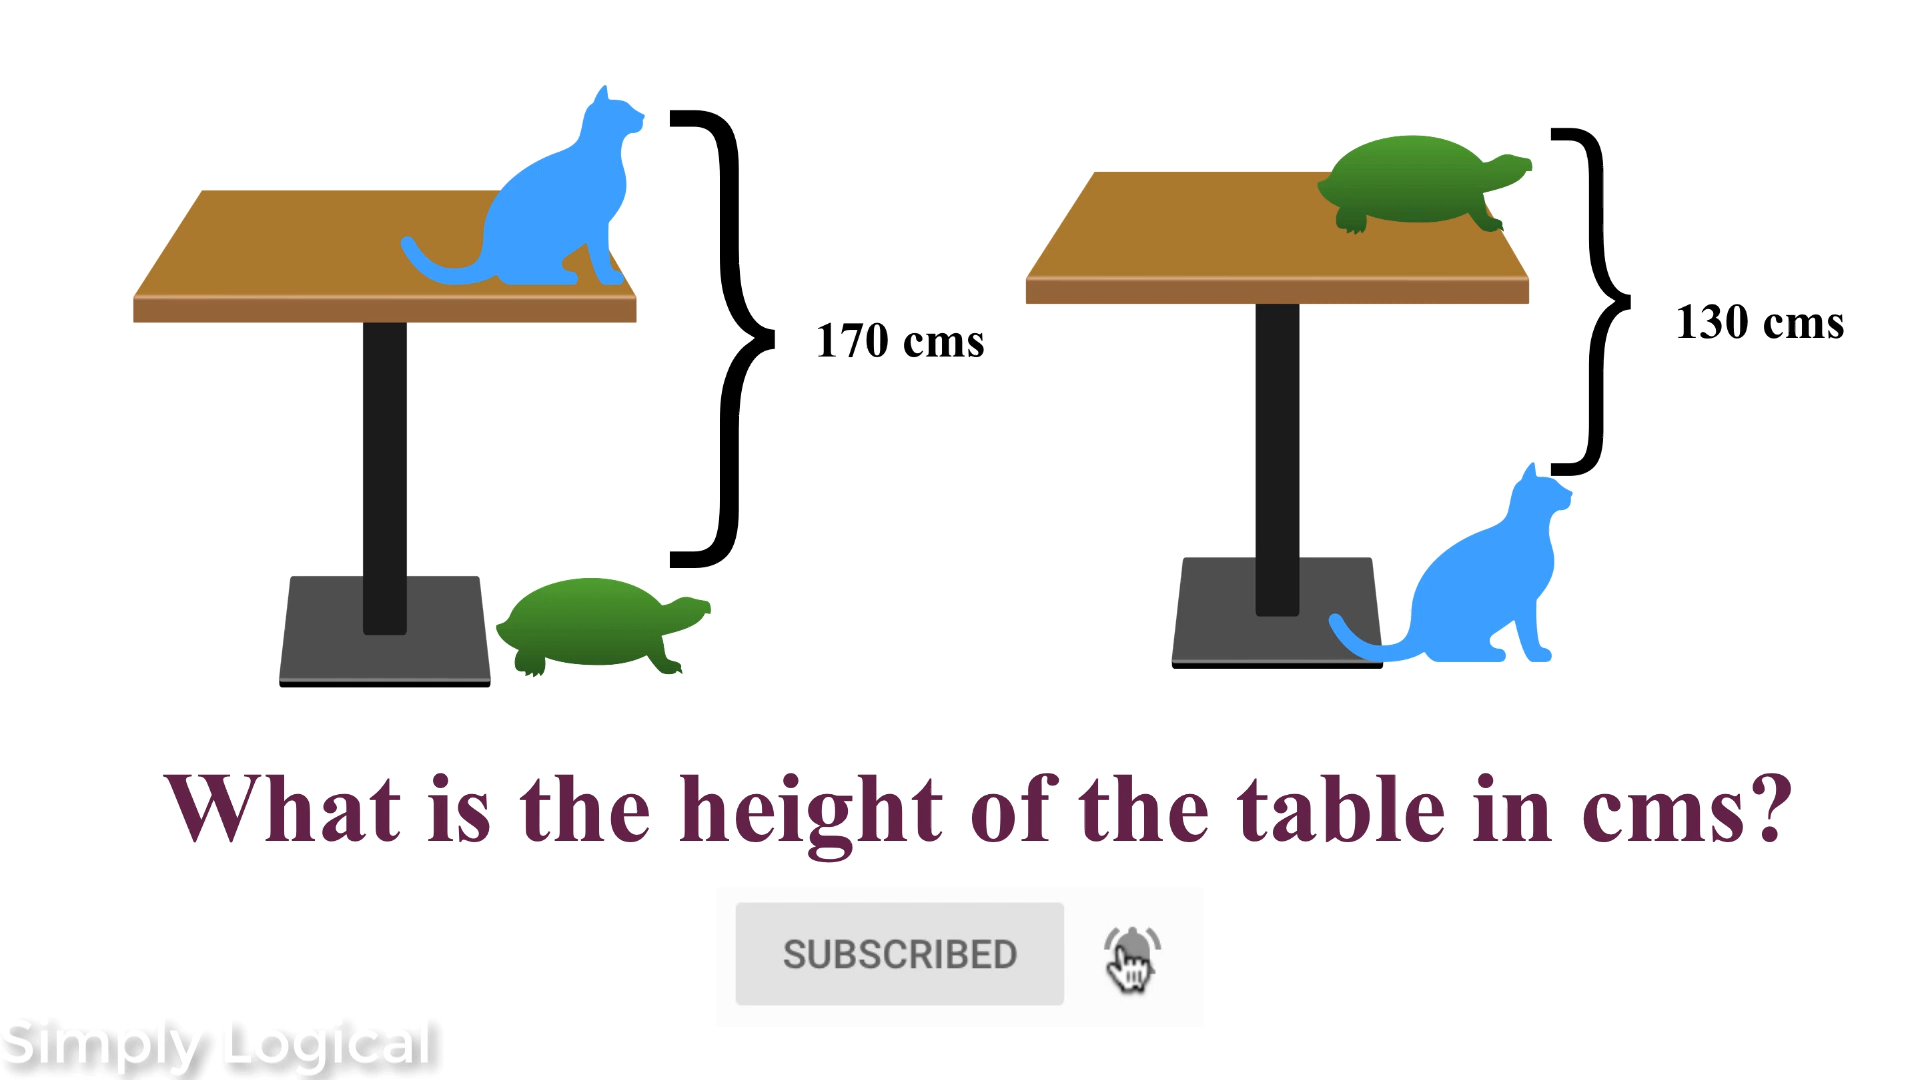 170 cms
130 cms
What is the height of the table in cms?
SUBSCRIBED
Simply Logical